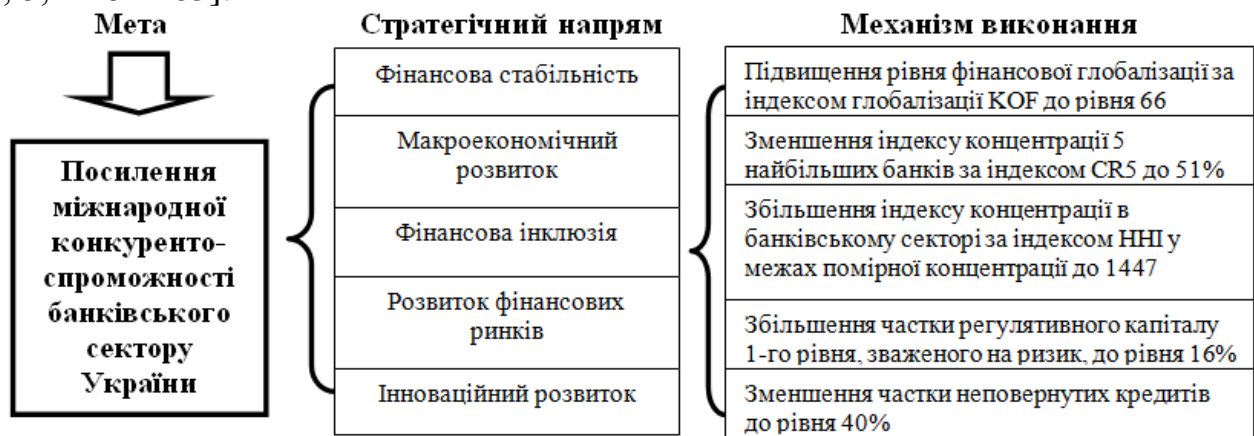 Мета
Стратегічний напрям
Механізм виконання
Посилення
міжнародної
конкуренто-
спроможності
банківського
сектору
України
Фінансова стабільність
Макроекономічний
розвиток
Фінансова інклюзія
Розвиток фінансових
ринків
Інноваційний розвиток
Підвищення рівня фінансової глобалізації за
індексом глобалізації KOF до рівня 66
Зменшення індексу концентрації 5
найбільших банків за індексом CR5 до 51%
Збільшення індексу концентрації в
банківському секторі за індексом ННІ у
межах помірної концентрації до 1447
Збільшення частки регулятивного капіталу
1-го рівня, зваженого на ризик, до рівня 16%
Зменшення частки неповернутих кредитів
до рівня 40%